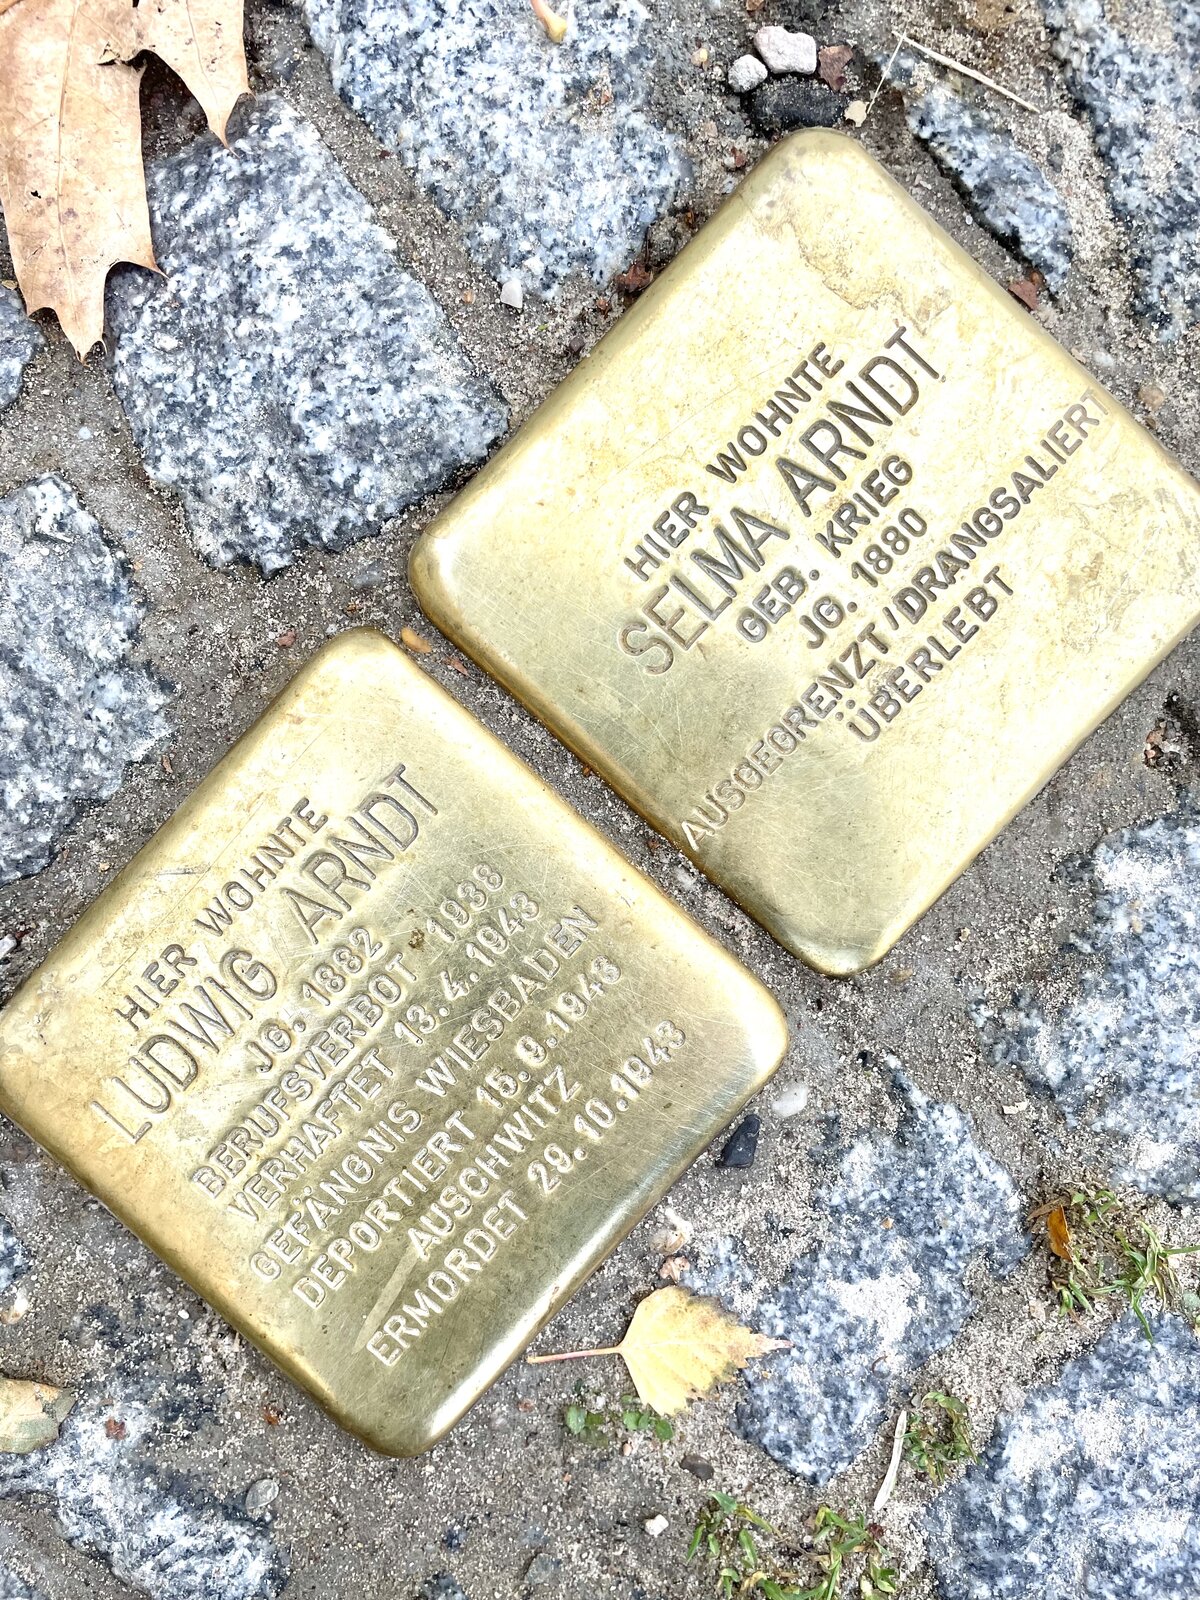 HIER WOHNTE
SELMA ARNDT
GEB. KRIEG
JG. 1880
AUSGEGRENZT / DRANGSALIERT
ÜBERLEBT
HIER WOHNTE
LUDWIG ARNDT
JG. 1882
BERUFSVERBOT 1938
VERHAFTET 13. 4. 1943
GEFÄNGNIS WIESBADEN
DEPORTIERT 15. 9. 1943
AUSCHWITZ
ERMORDET 29. 10. 1943